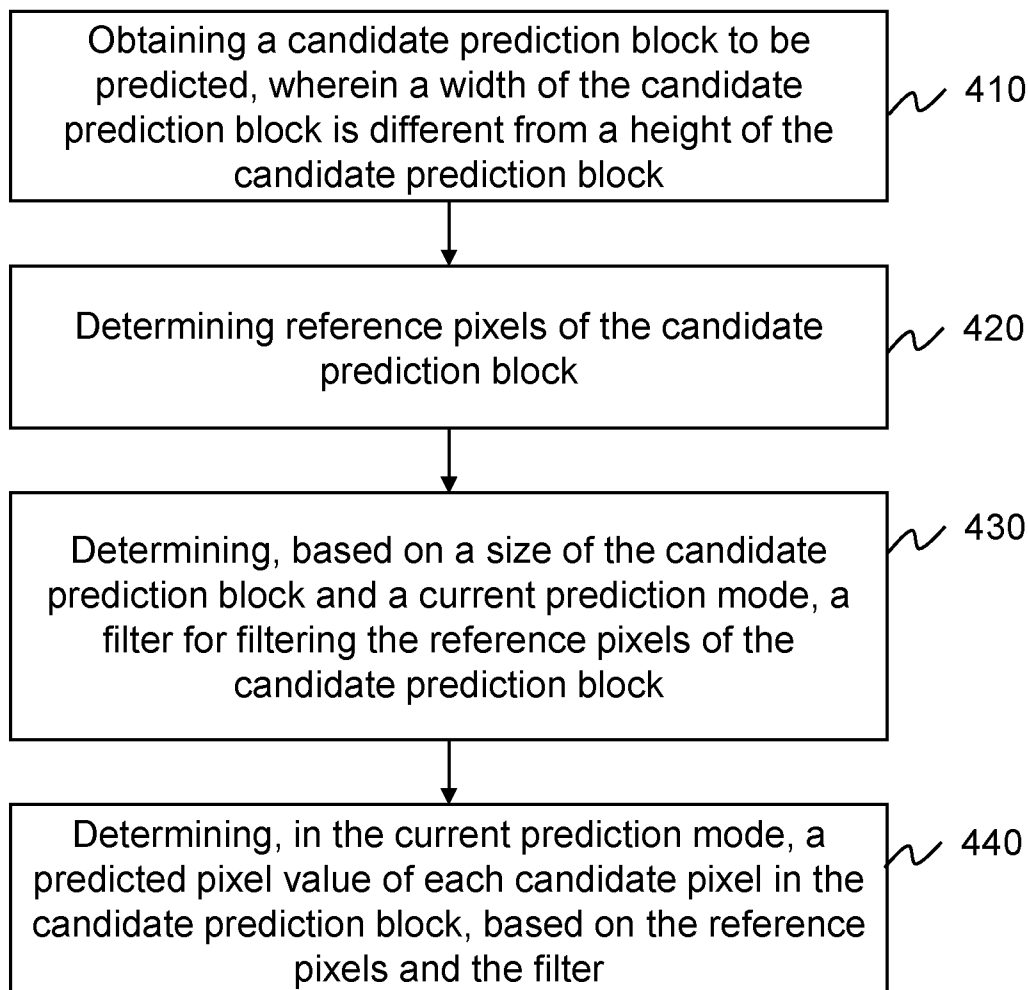 Obtaining a candidate prediction block to be
predicted, wherein a width of the candidate
prediction block is different from a height of the
candidate prediction block
410
Determining reference pixels of the candidate
prediction block
420
Determining, based on a size of the candidate
prediction block and a current prediction mode, a
filter for filtering the reference pixels of the
candidate prediction block
430
Determining, in the current prediction mode, a
predicted pixel value of each candidate pixel in the
candidate prediction block, based on the reference
pixels and the filter
440